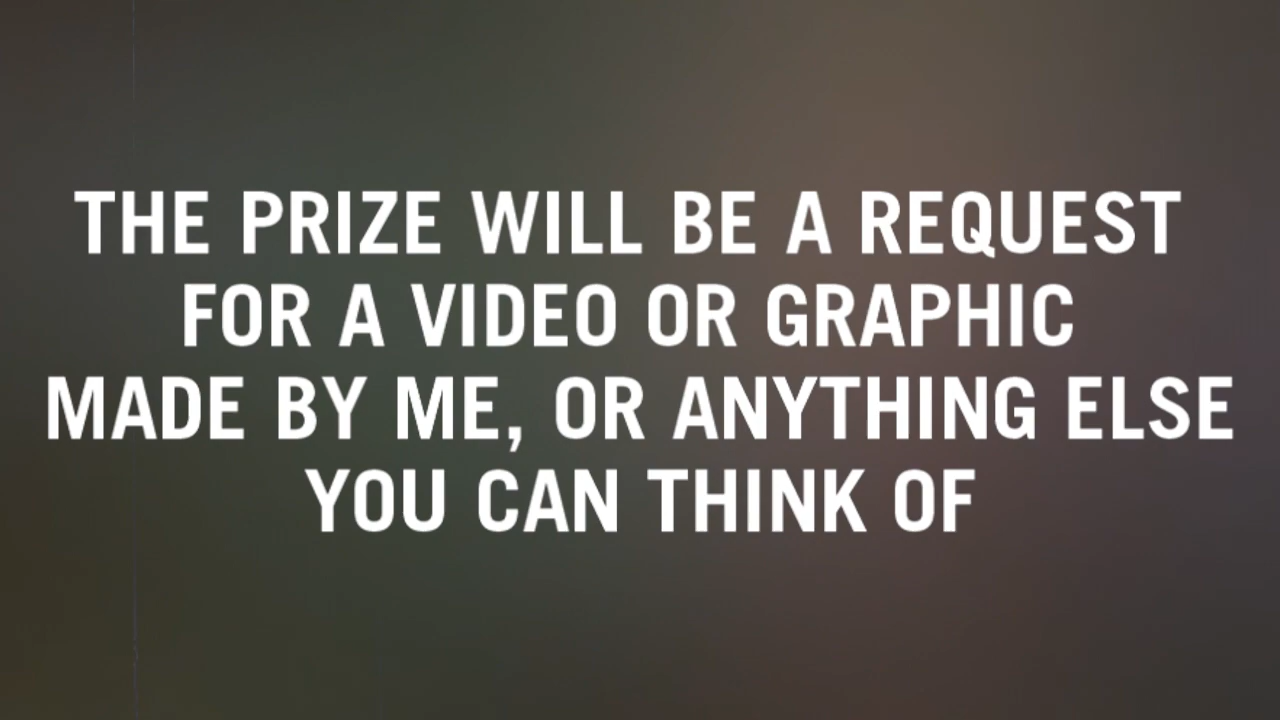 THE PRIZE WILL BE A REQUEST
FOR A VIDEO OR GRAPHIC
MADE BY ME, OR ANYTHING ELSE
YOU CAN THINK OF